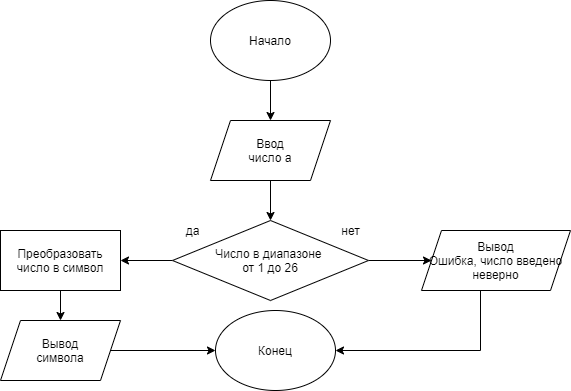 Начало
Ввод
число а
да
нет
Число в диапазоне
от 1 до 26
Преобразовать
число в символ
Вывод
Ошибка, число введено
неверно
Вывод
символа
Конец